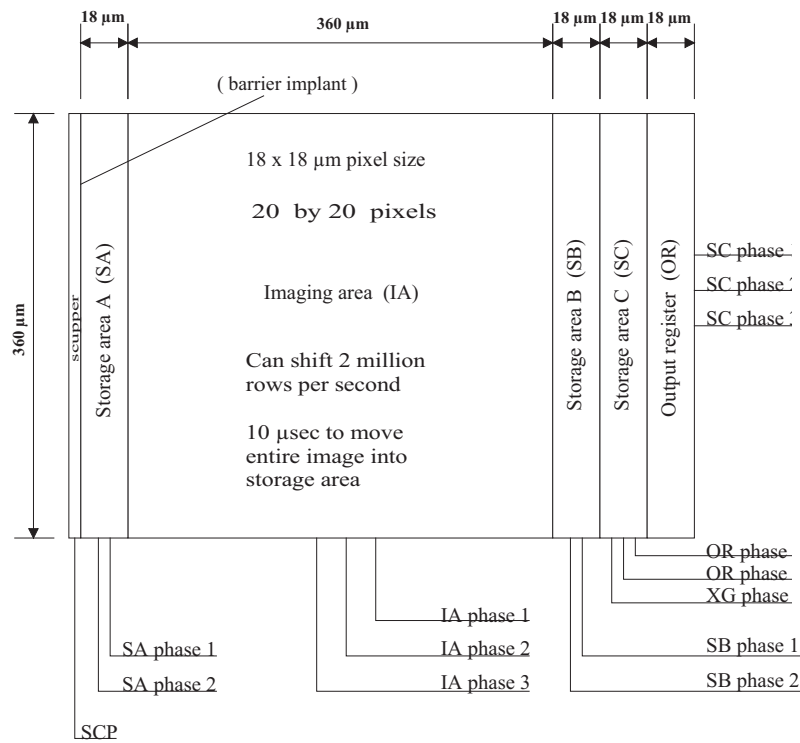 18 µm
360 µm
18 µm
18 µm
18 µm
( barrier implant )
18 x 18 µm pixel size
20 by 20 pixels
Imaging area (IA)
Can shift 2 million
rows per second
10 µsec to move
entire image into
storage area
360 µm
scupper
Storage area A (SA)
Storage area B (SB)
Storage area C (SC)
Output register (OR)
SC phase
SC phase 2
SC phase
OR phase
OR phase
XG phase
IA phase 1
IA phase 2
IA phase 3
SA phase 1
SA phase 2
SB phase 1
SB phase 2
SCP